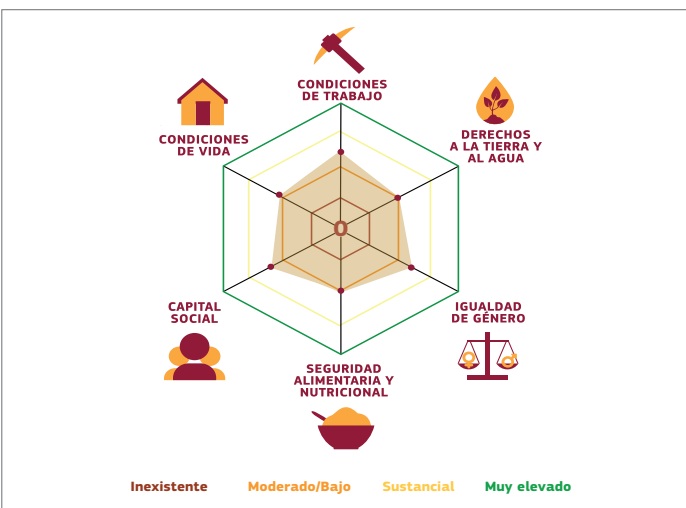 CONDICIONES
DE TRABAJO
CONDICIONES
DE VIDA
DERECHOS
A LA TIERRA Y
AL AGUA
0
CAPITAL
SOCIAL
IGUALDAD
DE GÉNERO
SEGURIDAD
ALIMENTARIA Y
NUTRICIONAL
Inexistente Moderado/Bajo Sustancial Muy elevado